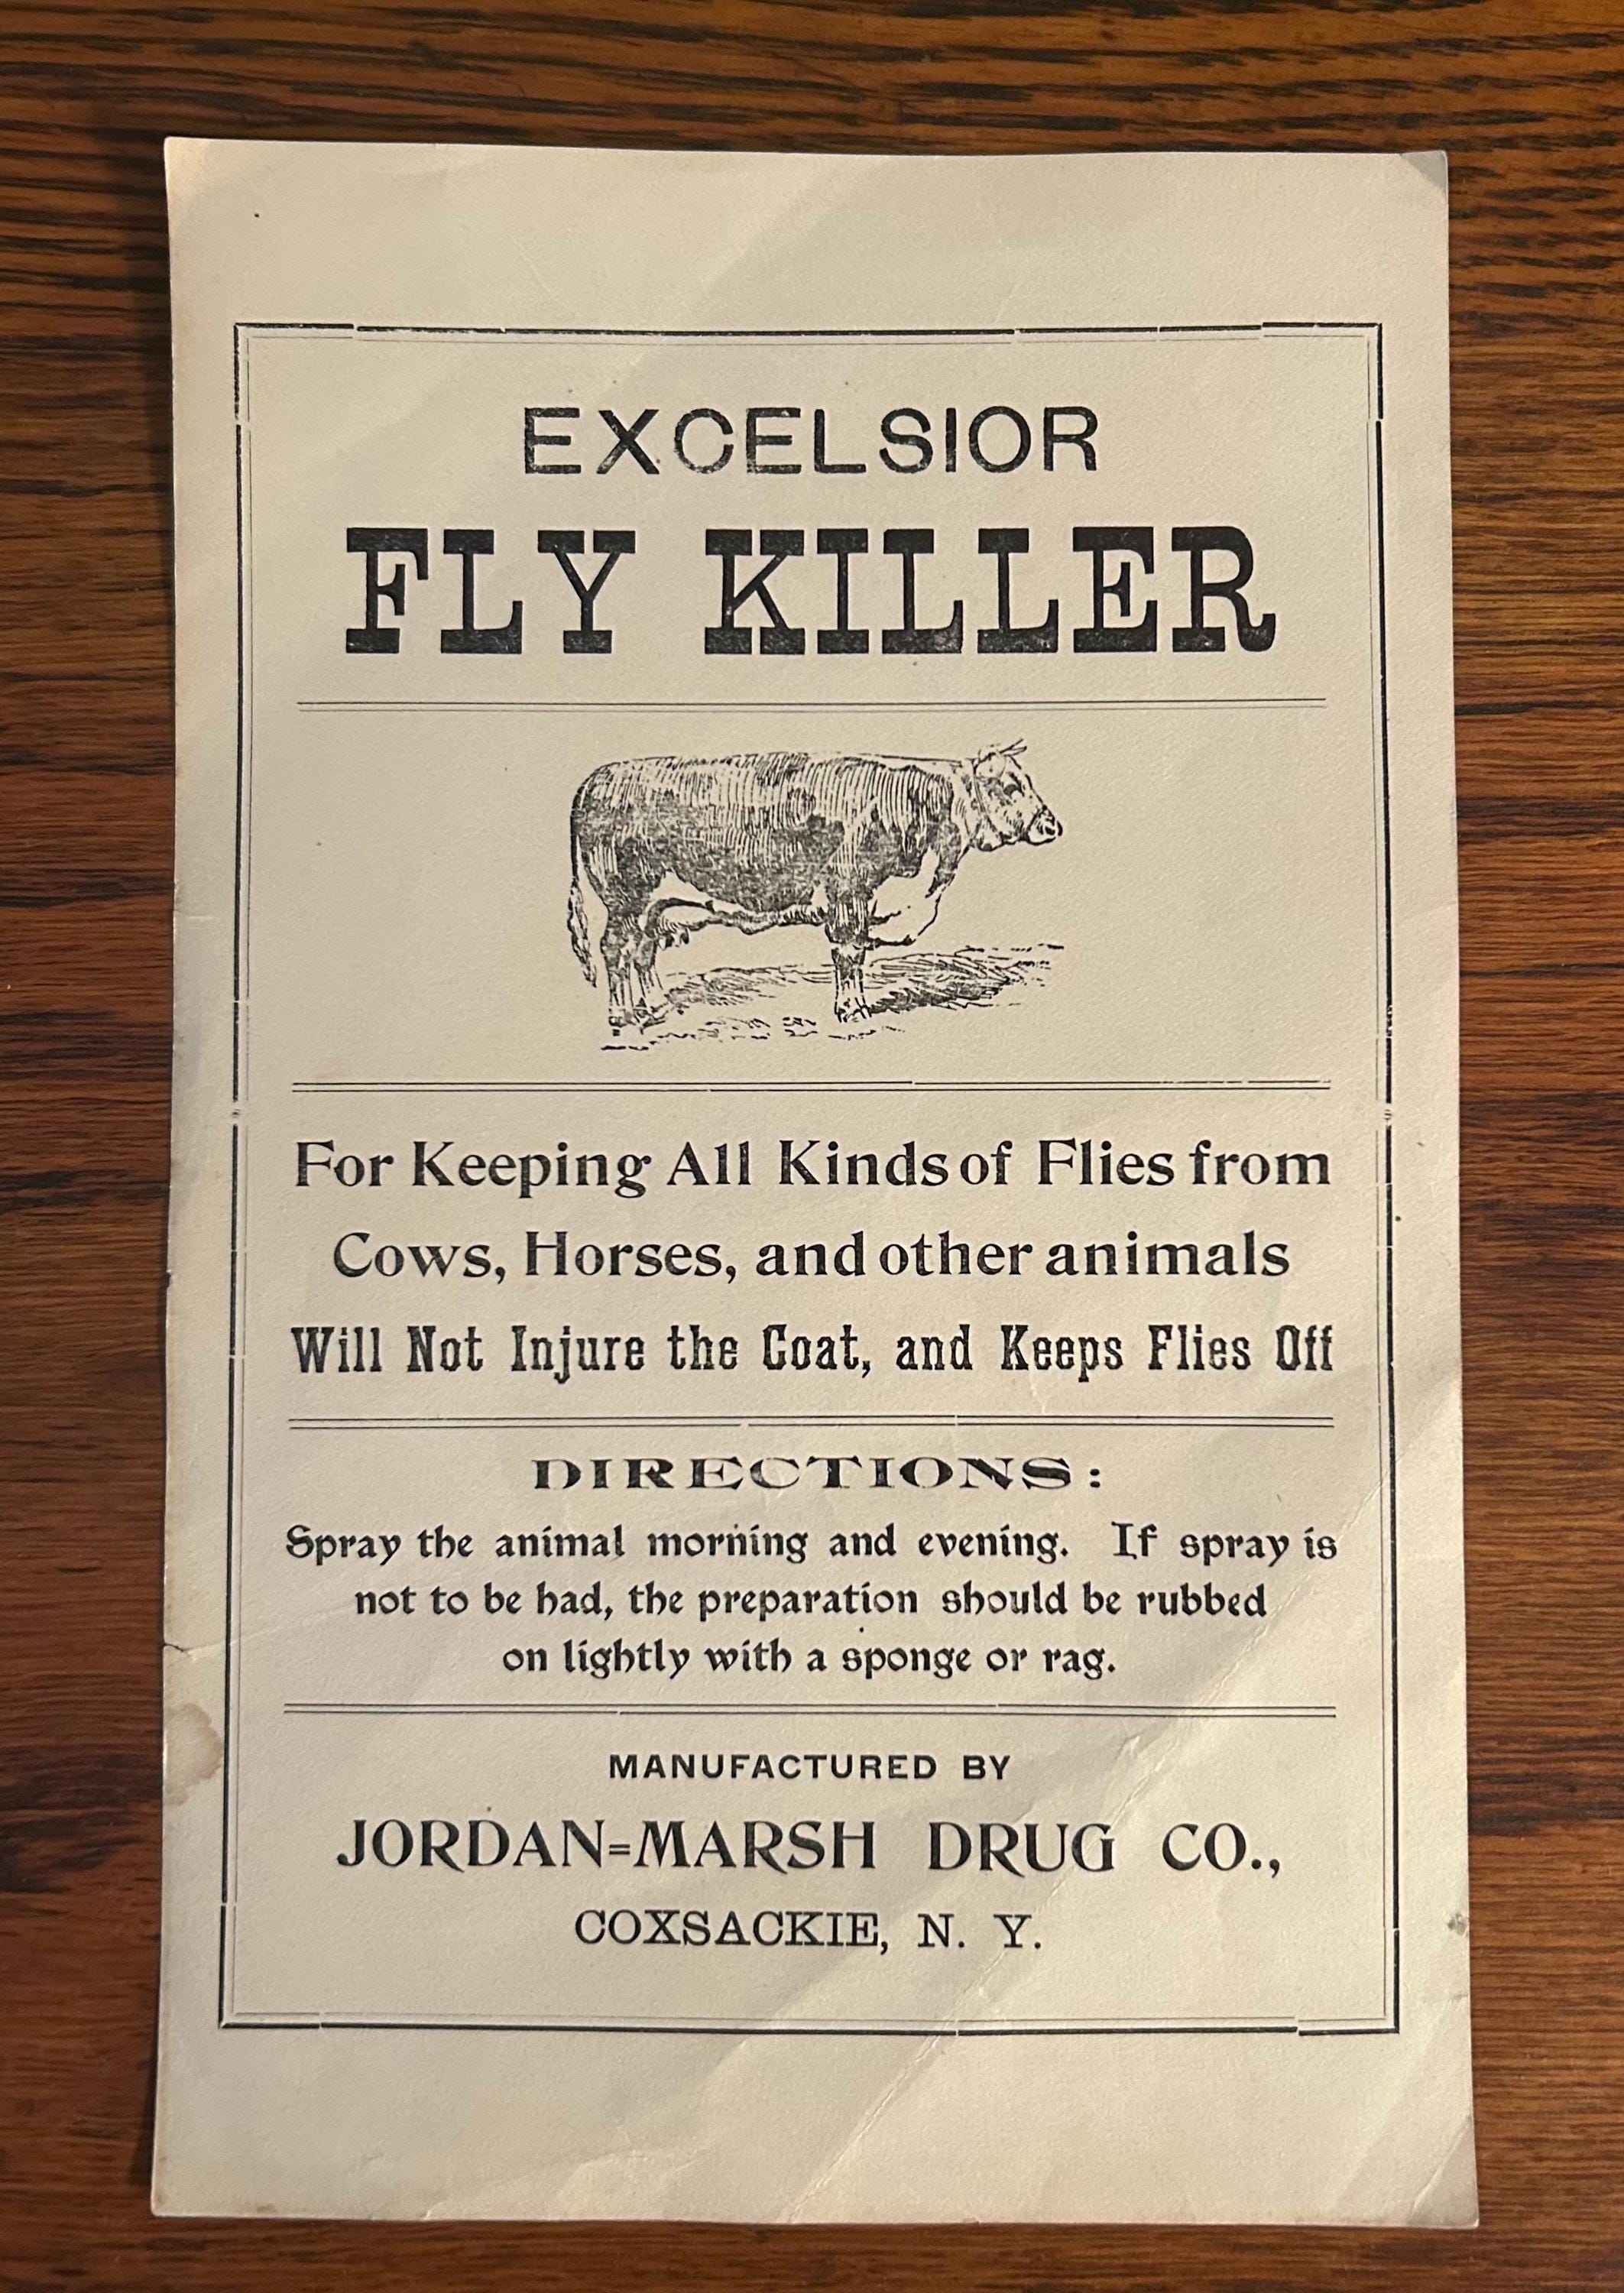 EXCELSIOR
FLY KILLER
For Keeping All Kinds of Flies from
Cows, Horses, and other animals
Will Not Injure the Coat, and Keeps Flies Off
DIRECTIONS:
Spray the animal morning and evening. If spray is
not to be had, the preparation should be rubbed
on lightly with a sponge or rag.
MANUFACTURED BY
JORDAN=MARSH DRUG CO.,
COXSACKIE, N. Y.